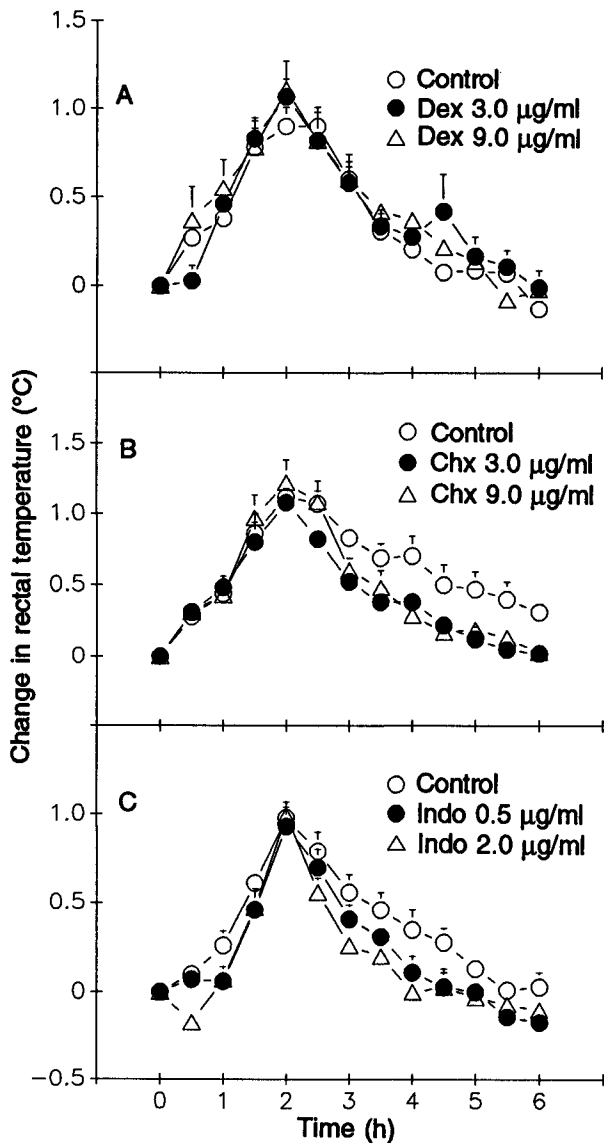 Change in rectal temperature (°C)
1.5
1.0
0.5
0
A
Control
Dex 3.0 µg/ml
Dex 9.0 µg/ml
1.5
1.0
0.5
0
B
Control
Chx 3.0 µg/ml
Chx 9.0 µg/ml
1.0
0.5
0
−0.5
C
Control
Indo 0.5 µg/ml
Indo 2.0 µg/ml
0 1 2 3 4 5 6
Time (h)